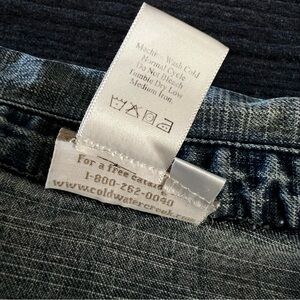 Machine Wash Cold
Normal Cycle
Do Not Bleach
Tumble Dry Low
Medium Iron.
For a free catalog
1-800-262-0040
www.coldwatercreek.com